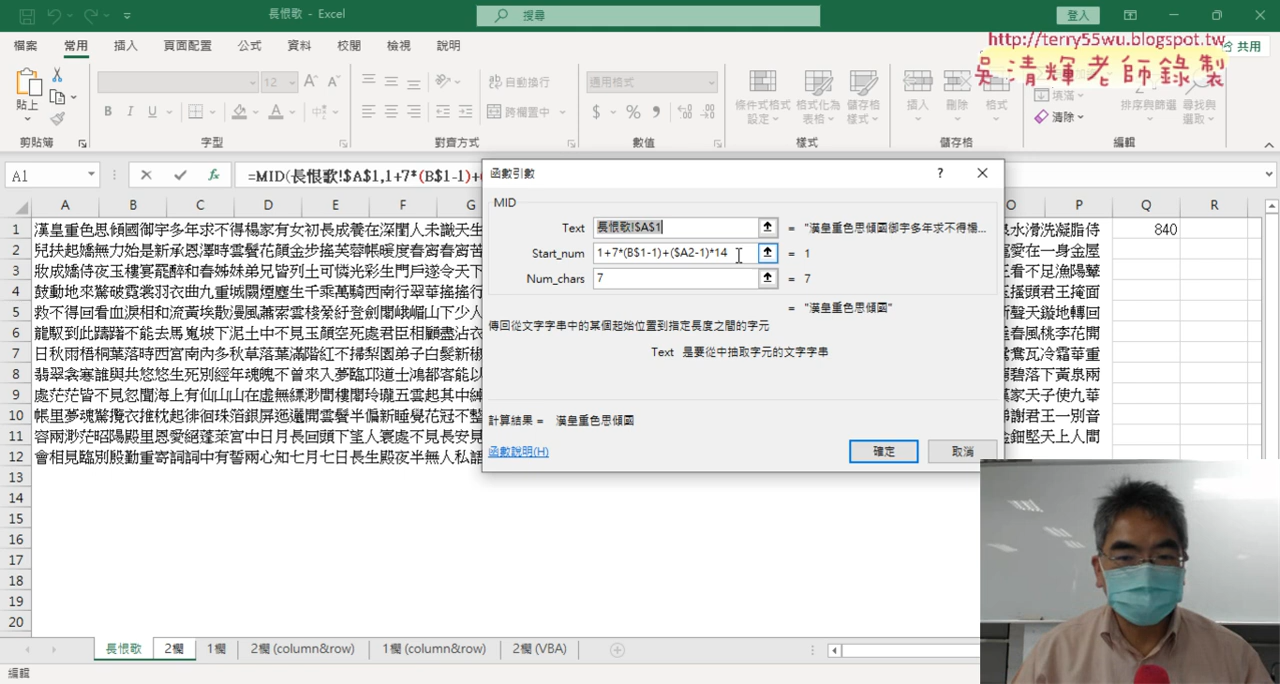 長恨歌 - Excel
搜尋
登入
檔案 常用 插入 頁面配置 公式 資料 校閱 檢視 說明
共用
http://terry55wu.blogspot.tw
吳清輝老師錄製
貼上
12
自動換行
跨欄置中
通用格式
條件式格式設定
格式化為表格
儲存格樣式
插入 刪除 格式
填滿
清除
排序與篩選
尋找與選取
剪貼簿 字型 對齊方式 數值 樣式 儲存格 編輯
A1
=MID(長恨歌!$A$1,1+7*(B$1-1)+(
A B C D E F G O P Q R
1 漢皇重色思傾國御宇多年求不得楊家有女初長成養在深閨人未識天生
泉水滑洗凝脂侍 840
2 兒扶起嬌無力始是新承恩澤時雲鬢花顏金步搖芙蓉帳暖度春宵春宵苦
寵愛在一身金屋
3 妝成嬌侍夜玉樓宴罷醉和春姊妹弟兄皆列土可憐光彩生門戶遂令天下
王看不足漁陽鼙
4 鼓動地來驚破霓裳羽衣曲九重城闕煙塵生千乘萬騎西南行翠華搖搖行
玉搔頭君王掩面
5 救不得回看血淚相和流黃埃散漫風蕭索雲棧縈紆登劍閣峨嵋山下少人
新聲天鏇地轉回
6 龍馭到此躊躇不能去馬嵬坡下泥土中不見玉顏空死處君臣相顧盡沾衣
進春風桃李花開
7 日秋雨梧桐葉落時西宮南內多秋草落葉滿階紅不掃梨園弟子白髮新椒
鴛鴦瓦冷霜華重
8 翡翠衾寒誰與共悠悠生死別經年魂魄不曾來入夢臨邛道士鴻都客能以
窮碧落下黃泉兩
9 處茫茫皆不見忽聞海上有仙山山在虛無縹渺間樓閣玲瓏五雲起其中綽
漢家天子使九華
10 帳里夢魂驚攬衣推枕起徘徊珠箔銀屏迤邐開雲鬢半偏新睡覺花冠不整
睇謝君王一別音
11 容兩渺茫昭陽殿里恩愛絕蓬萊宮中日月長回頭下望人寰處不見長安見
金鈿堅天上人間
12 會相見臨別殷勤重寄詞詞中有誓兩心知七月七日長生殿夜半無人私語
13
14
15
16
17
18
19
20
函數引數
?
MID
Text 長恨歌!$A$1 = "漢皇重色思傾國御宇多年求不得楊...
Start_num 1+7*(B$1-1)+($A2-1)*14 = 1
Num_chars 7 = 7
= "漢皇重色思傾國"
傳回從文字字串中的某個起始位置到指定長度之間的字元
Text 是要從中抽取字元的文字字串
計算結果 = 漢皇重色思傾國
函數說明(H)
確定 取消
長恨歌 2欄 1欄 2欄 (column&row) 1欄 (column&row) 2欄 (VBA)
編輯